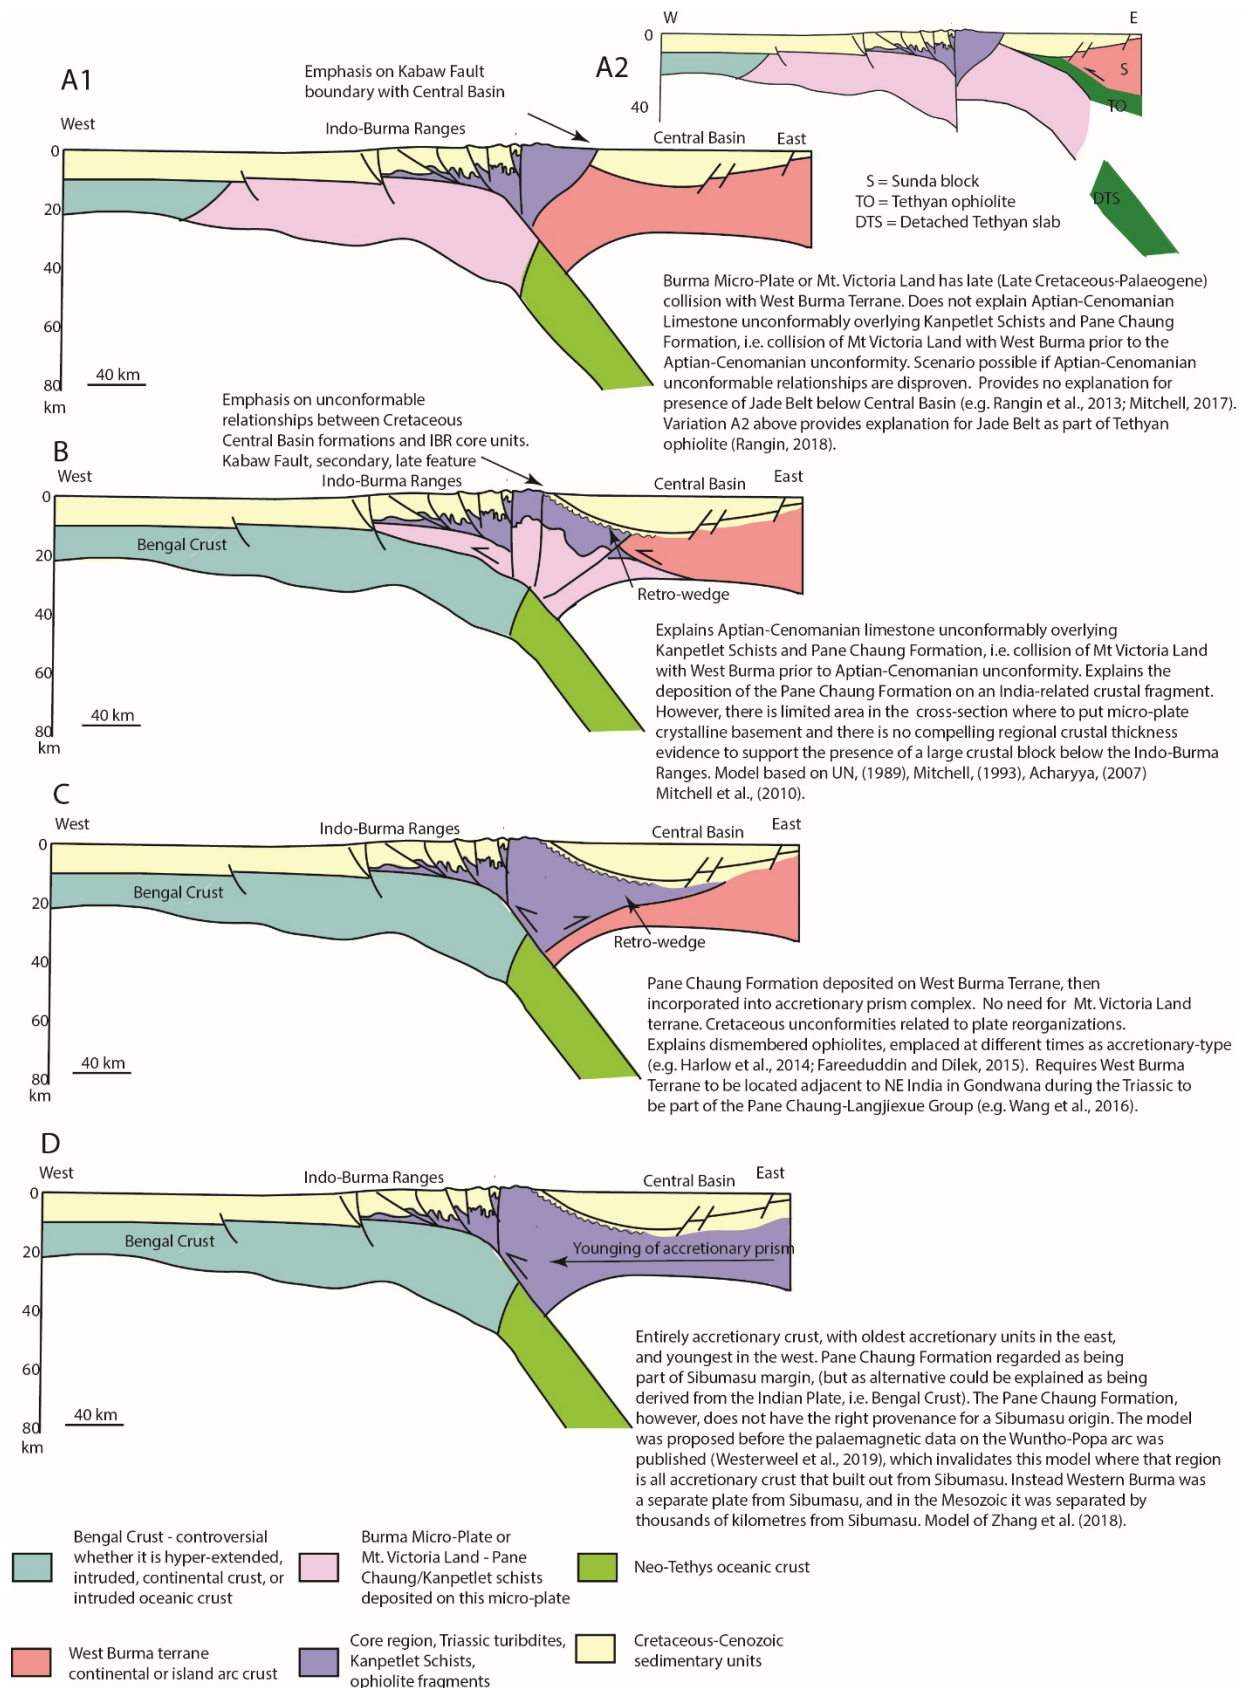 A1
Emphasis on Kabaw Fault
boundary with Central Basin
West
Indo-Burma Ranges
Central Basin
East
0
20
40
60
80
km
40 km
A2
W
E
0
40
S
TO
DTS
S = Sunda block
TO = Tethyan ophiolite
DTS = Detached Tethyan slab
Burma Micro-Plate or Mt. Victoria Land has late (Late Cretaceous-Palaeogene)
collision with West Burma Terrane. Does not explain Aptian-Cenomanian
Limestone unconformably overlying Kanpetlet Schists and Pane Chaung
Formation, i.e. collision of Mt Victoria Land with West Burma prior to the
Aptian-Cenomanian unconformity. Scenario possible if Aptian-Cenomanian
unconformable relationships are disproven. Provides no explanation for
presence of Jade Belt below Central Basin (e.g. Rangin et al., 2013; Mitchell, 2017).
Variation A2 above provides explanation for Jade Belt as part of Tethyan
ophiolite (Rangin, 2018).
B
Emphasis on unconformable
relationships between Cretaceous
Central Basin formations and IBR core units.
Kabaw Fault, secondary, late feature
West
Indo-Burma Ranges
Central Basin
East
0
20
40
60
80
km
Bengal Crust
Retro-wedge
40 km
Explains Aptian-Cenomanian limestone unconformably overlying
Kanpetlet Schists and Pane Chaung Formation, i.e. collision of Mt Victoria Land
with West Burma prior to Aptian-Cenomanian unconformity. Explains the
deposition of the Pane Chaung Formation on an India-related crustal fragment.
However, there is limited area in the cross-section where to put micro-plate
crystalline basement and there is no compelling regional crustal thickness
evidence to support the presence of a large crustal block below the Indo-Burma
Ranges. Model based on UN, (1989), Mitchell, (1993), Acharyya, (2007)
Mitchell et al., (2010).
C
West
Indo-Burma Ranges
Central Basin
East
0
20
40
60
80
km
Bengal Crust
Retro-wedge
40 km
Pane Chaung Formation deposited on West Burma Terrane, then
incorporated into accretionary prism complex. No need for Mt. Victoria Land
terrane. Cretaceous unconformities related to plate reorganizations.
Explains dismembered ophiolites, emplaced at different times as accretionary-type
(e.g. Harlow et al., 2014; Fareeduddin and Dilek, 2015). Requires West Burma
Terrane to be located adjacent to NE India in Gondwana during the Triassic to
be part of the Pane Chaung-Langjiexue Group (e.g. Wang et al., 2016).
D
West
Indo-Burma Ranges
Central Basin
East
0
20
40
60
80
km
Bengal Crust
Younging of accretionary prism
40 km
Entirely accretionary crust, with oldest accretionary units in the east,
and youngest in the west. Pane Chaung Formation regarded as being
part of Sibumasu margin, (but as alternative could be explained as being
derived from the Indian Plate, i.e. Bengal Crust). The Pane Chaung Formation,
however, does not have the right provenance for a Sibumasu origin. The model
was proposed before the palaemagnetic data on the Wuntho-Popa arc was
published (Westerweel et al., 2019), which invalidates this model where that region
is all accretionary crust that built out from Sibumasu. Instead Western Burma was
a separate plate from Sibumasu, and in the Mesozoic it was separated by
thousands of kilometres from Sibumasu. Model of Zhang et al. (2018).
Bengal Crust - controversial
whether it is hyper-extended,
intruded, continental crust, or
intruded oceanic crust
Burma Micro-Plate or
Mt. Victoria Land - Pane
Chaung/Kanpetlet schists
deposited on this micro-plate
Neo-Tethys oceanic crust
West Burma terrane
continental or island arc crust
Core region, Triassic turibdites,
Kanpetlet Schists,
ophiolite fragments
Cretaceous-Cenozoic
sedimentary units